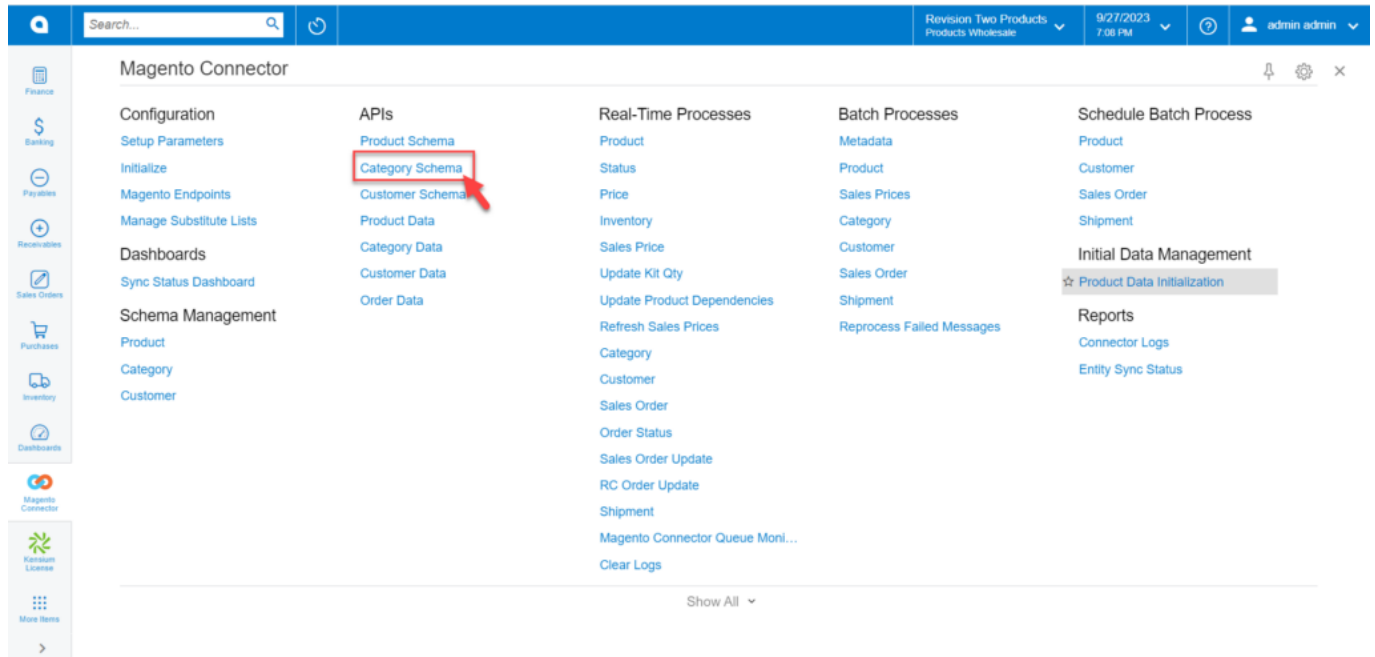 Search...
Revision Two Products
Products Wholesale
9/27/2023
7:08 PM
admin admin
Finance
Banking
Payables
Receivables
Sales Orders
Purchases
Inventory
Dashboards
Magento
Connector
Kensium
License
More Items
Magento Connector
Configuration
Setup Parameters
Initialize
Magento Endpoints
Manage Substitute Lists
Dashboards
Sync Status Dashboard
Schema Management
Product
Category
Customer
APIs
Product Schema
Category Schema
Customer Schema
Product Data
Category Data
Customer Data
Order Data
Real-Time Processes
Product
Status
Price
Inventory
Sales Price
Update Kit Qty
Update Product Dependencies
Refresh Sales Prices
Category
Customer
Sales Order
Order Status
Sales Order Update
RC Order Update
Shipment
Magento Connector Queue Moni...
Clear Logs
Batch Processes
Metadata
Product
Sales Prices
Category
Customer
Sales Order
Shipment
Reprocess Failed Messages
Schedule Batch Process
Product
Customer
Sales Order
Shipment
Initial Data Management
Product Data Initialization
Reports
Connector Logs
Entity Sync Status
Show All